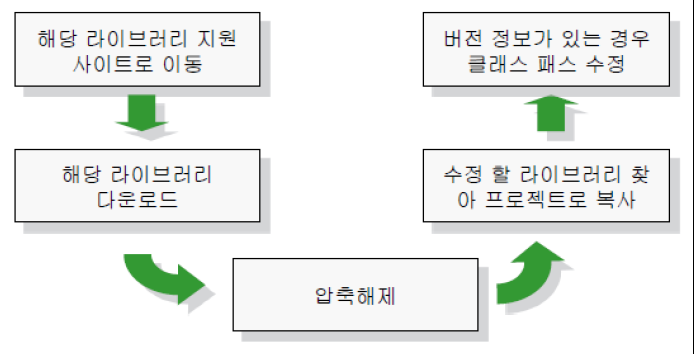 해당 라이브러리 지원
사이트로 이동
해당 라이브러리
다운로드
압축해제
수정 할 라이브러리 찾
아 프로젝트로 복사
버전 정보가 있는 경우
클래스 패스 수정